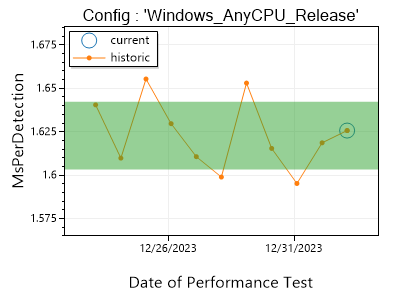 Config : 'Windows_AnyCPU_Release'
current
historic
1.675
1.65
1.625
1.6
1.575
MsPerDetection
12/26/2023
12/31/2023
Date of Performance Test